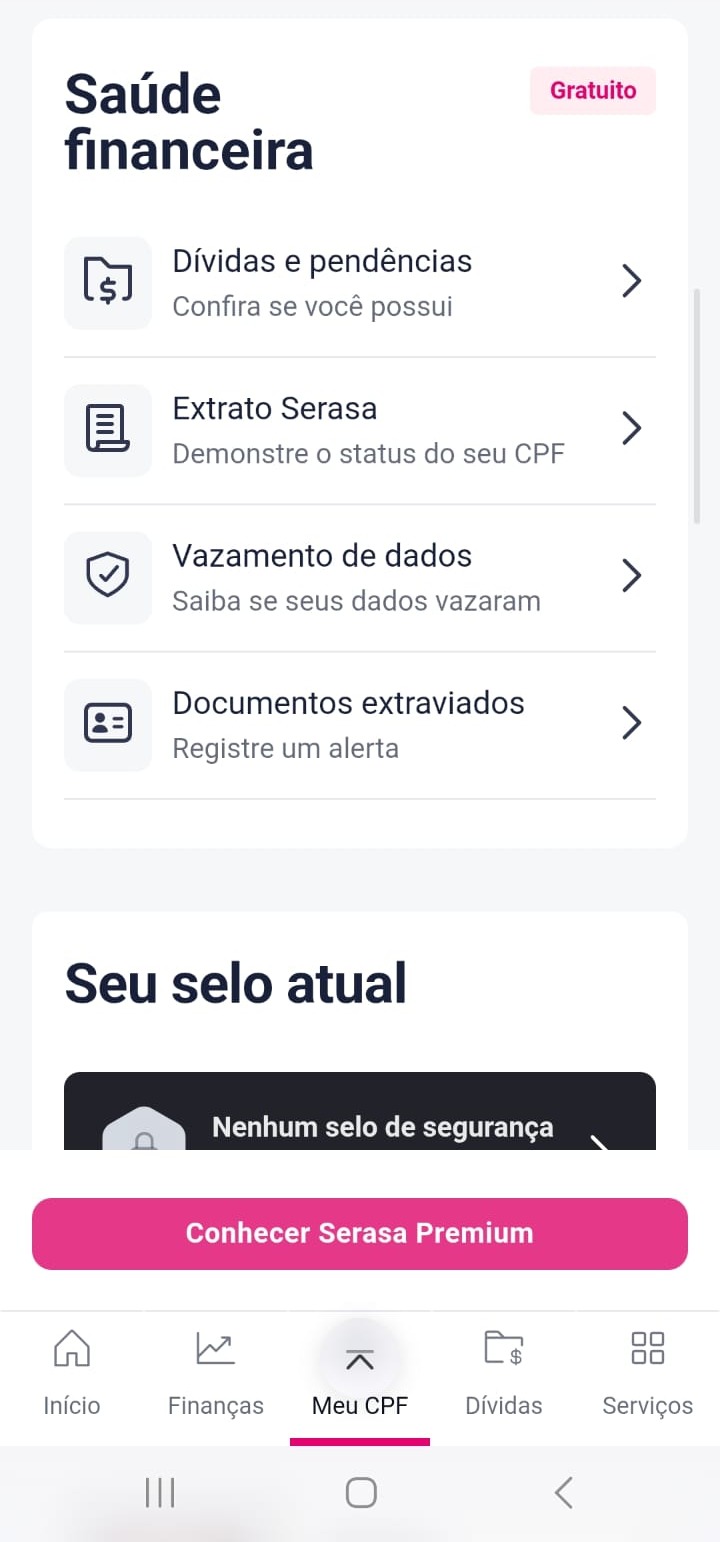 Saúde
financeira
Gratuito
Dívidas e pendências
Confira se você possui
Extrato Serasa
Demonstre o status do seu CPF
Vazamento de dados
Saiba se seus dados vazaram
Documentos extraviados
Registre um alerta
Seu selo atual
Nenhum selo de segurança
Conhecer Serasa Premium
Início
Finanças
Meu CPF
Dívidas
Serviços